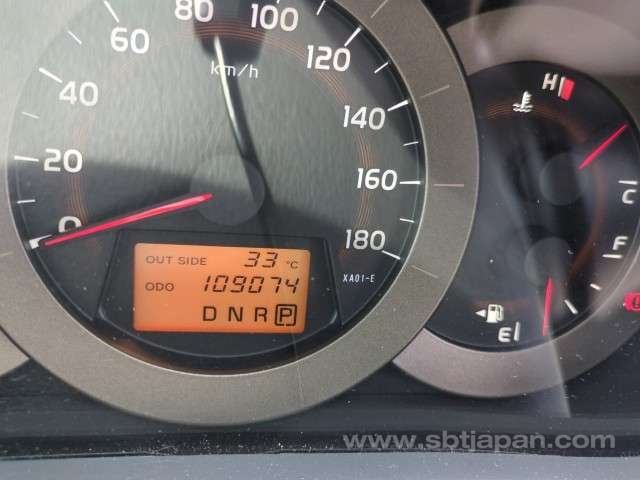 0
20
40
60
80
100
120
140
160
180
km/h
OUT SIDE 33 °C
ODO 109074
D N R P
XA01-E
H
C
F
E
www.sbtjapan.com